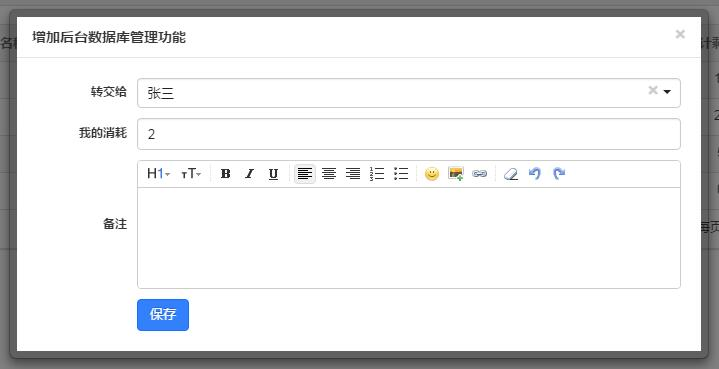 增加后台数据库管理功能 ×
转交给 张三 ×
我的消耗 2
H1 TT B I U
备注
保存